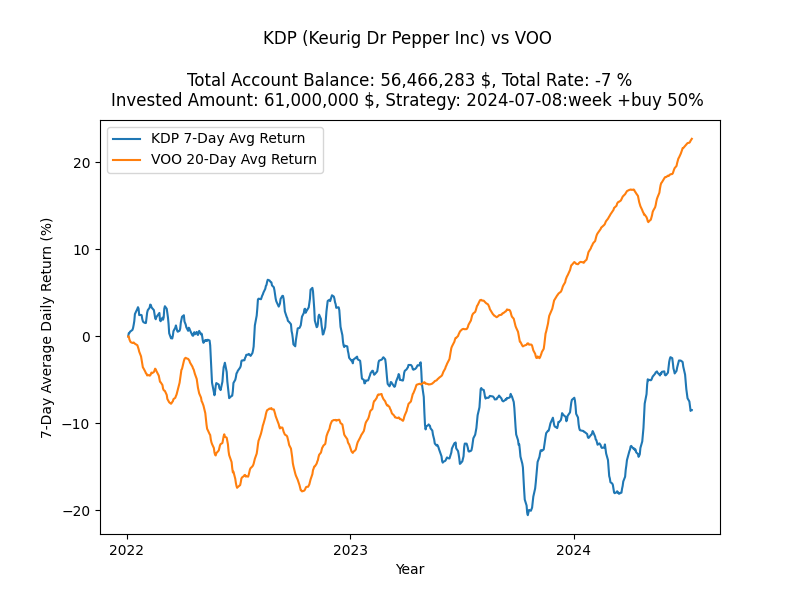 KDP (Keurig Dr Pepper Inc) vs VOO
Total Account Balance: 56,466,283 $, Total Rate: -7 %
Invested Amount: 61,000,000 $, Strategy: 2024-07-08:week +buy 50%
KDP 7-Day Avg Return
VOO 20-Day Avg Return
7-Day Average Daily Return (%)
20
10
0
−10
−20
2022
2023
2024
Year